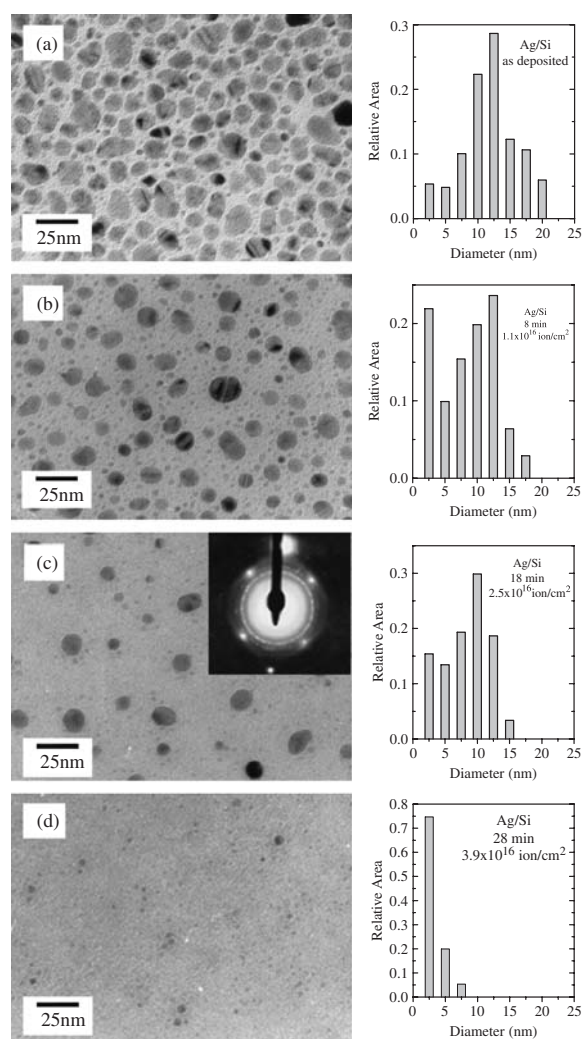 (a)
25nm
Relative Area
0.3
0.2
0.1
0.0
Ag/Si
as deposited
0 5 10 15 20 25
Diameter (nm)
(b)
25nm
Relative Area
0.2
0.1
0.0
Ag/Si
8 min
1.1x10¹⁶ ion/cm²
0 5 10 15 20 25
Diameter (nm)
(c)
25nm
Relative Area
0.3
0.2
0.1
0.0
Ag/Si
18 min
2.5x10¹⁶ion/cm²
0 5 10 15 20 25
Diameter (nm)
(d)
25nm
Relative Area
0.8
0.7
0.6
0.5
0.4
0.3
0.2
0.1
0.0
Ag/Si
28 min
3.9x10¹⁶ ion/cm²
0 5 10 15 20 25
Diameter (nm)